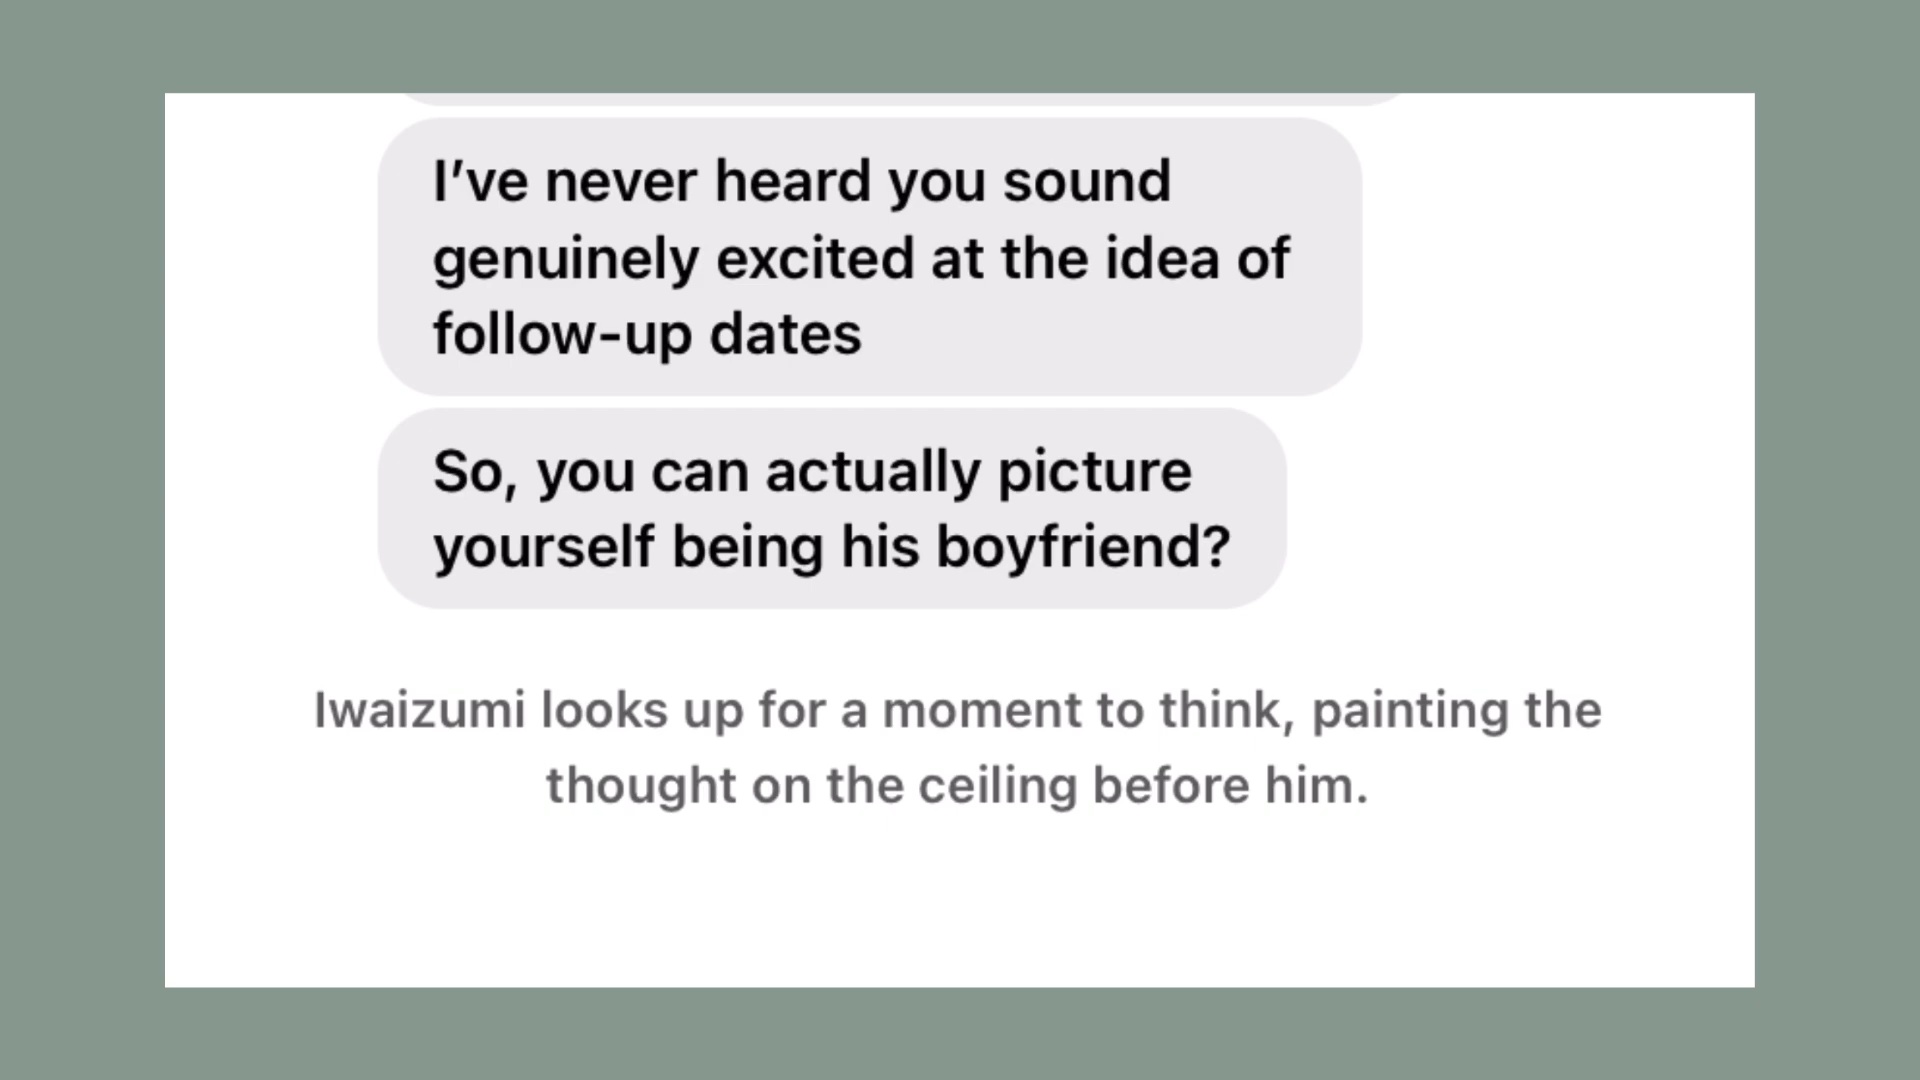 I’ve never heard you sound
genuinely excited at the idea of
follow-up dates
So, you can actually picture
yourself being his boyfriend?
Iwaizumi looks up for a moment to think, painting the
thought on the ceiling before him.